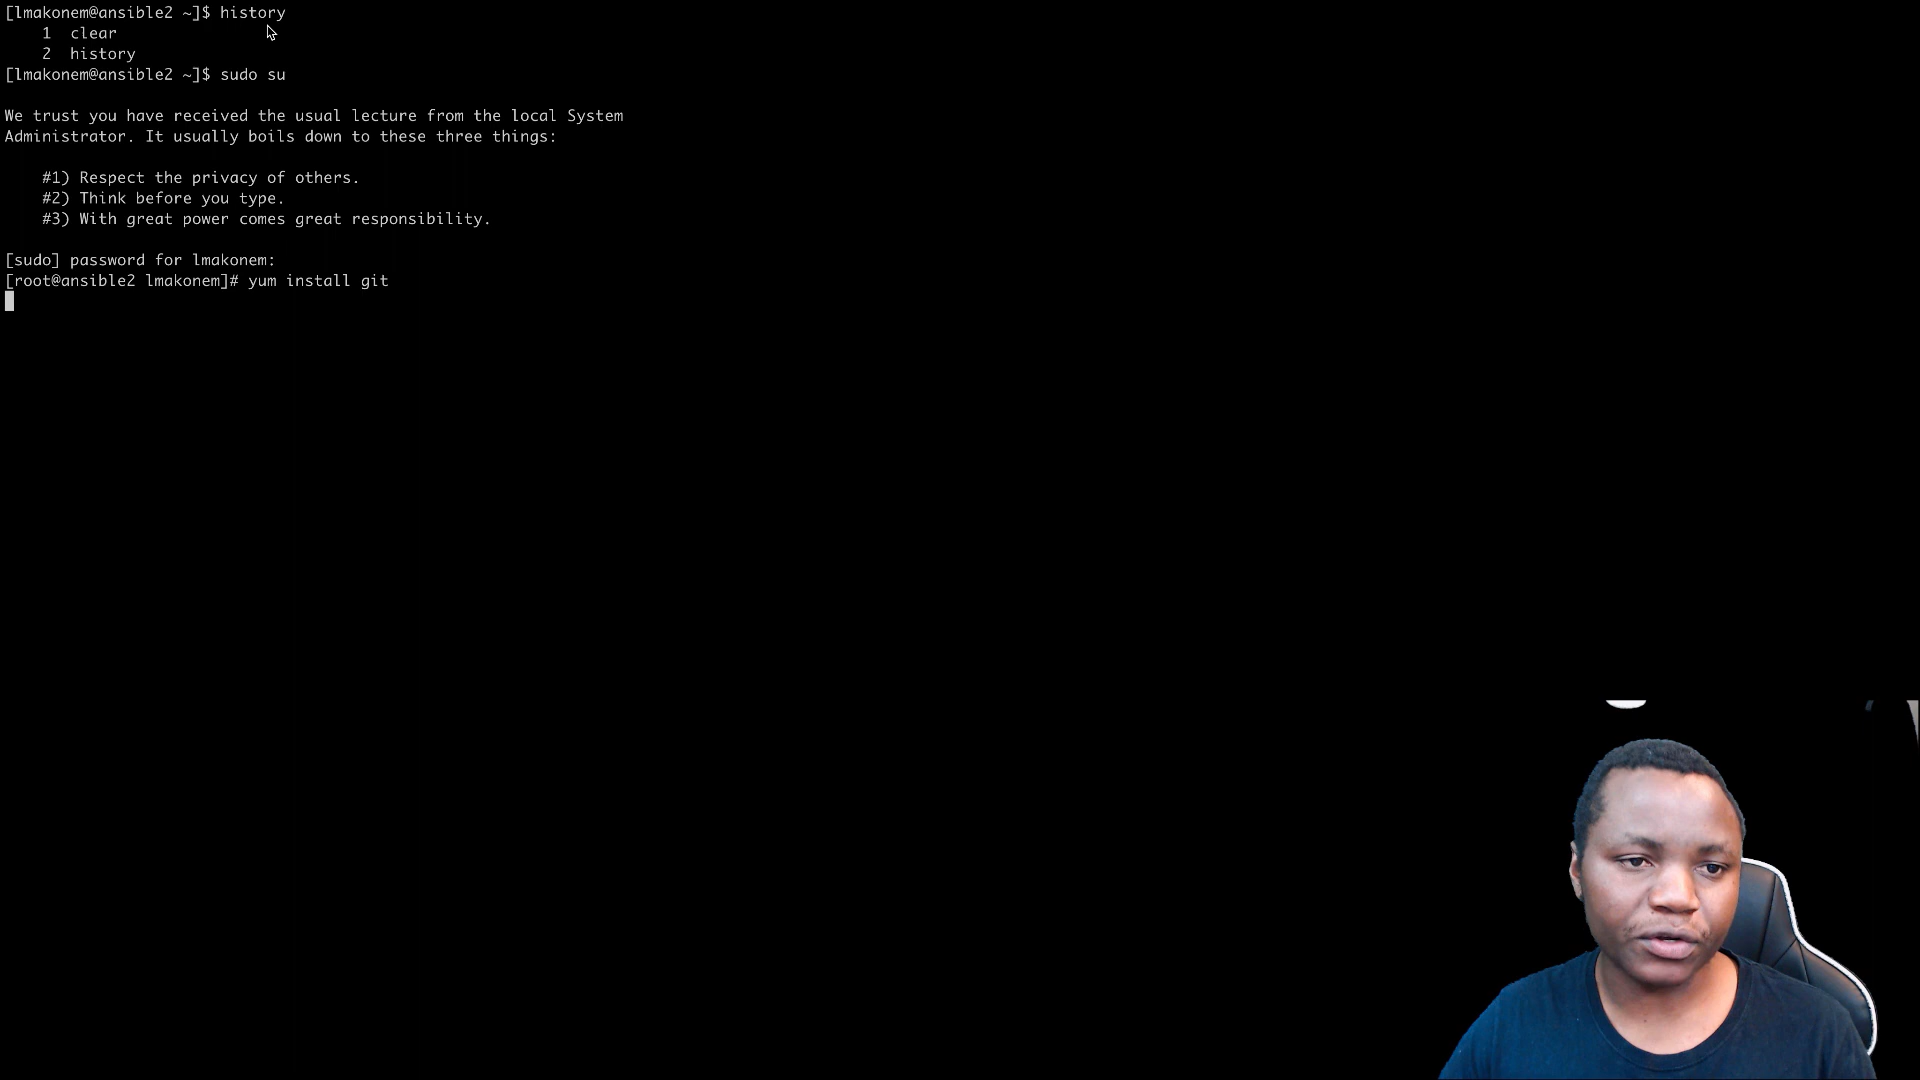 [lmakonem@ansible2 ~]$ history
    1  clear
    2  history
[lmakonem@ansible2 ~]$ sudo su
We trust you have received the usual lecture from the local System
Administrator. It usually boils down to these three things:
    #1) Respect the privacy of others.
    #2) Think before you type.
    #3) With great power comes great responsibility.
[sudo] password for lmakonem:
[root@ansible2 lmakonem]# yum install git